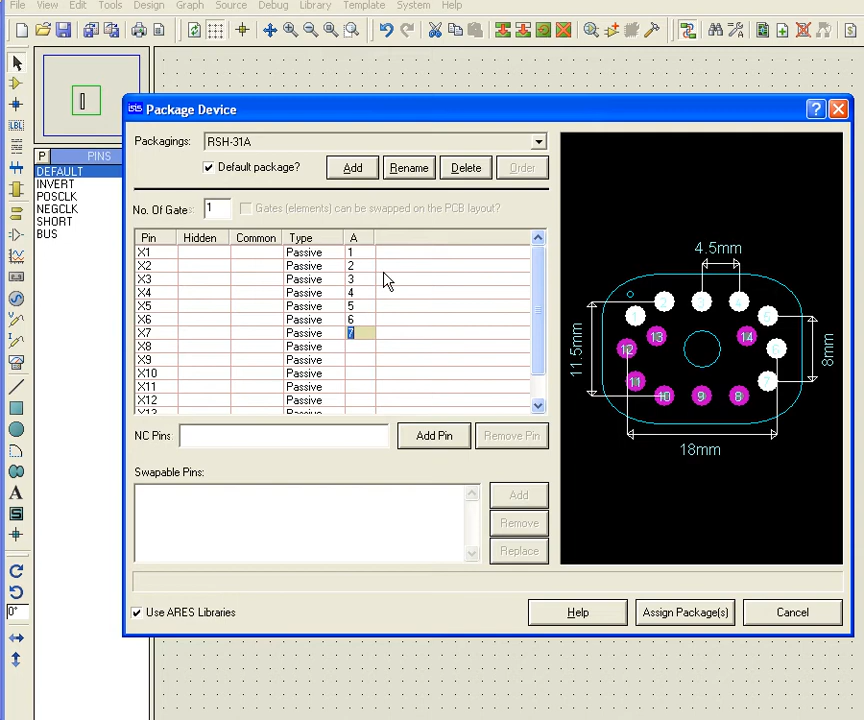 File View Edit Tools Design Graph Source Debug Library Template System Help
P PINS
DEFAULT
INVERT
POSCLK
NEGCLK
SHORT
BUS
LBL
A
S
0°
isis Package Device
Packagings: RSH-31A
Default package? Add Rename Delete Order
No. Of Gate: 1 Gates (elements) can be swapped on the PCB layout?
Pin Hidden Common Type A
X1 Passive 1
X2 Passive 2
X3 Passive 3
X4 Passive 4
X5 Passive 5
X6 Passive 6
X7 Passive 7
X8 Passive
X9 Passive
X10 Passive
X11 Passive
X12 Passive
X13 Passive
NC Pins: Add Pin Remove Pin
Swapable Pins:
Add
Remove
Replace
Use ARES Libraries Help Assign Package(s) Cancel
4.5mm
2 3 4
1 5
13 14
12 6
11 7
10 9 8
11.5mm
8mm
18mm